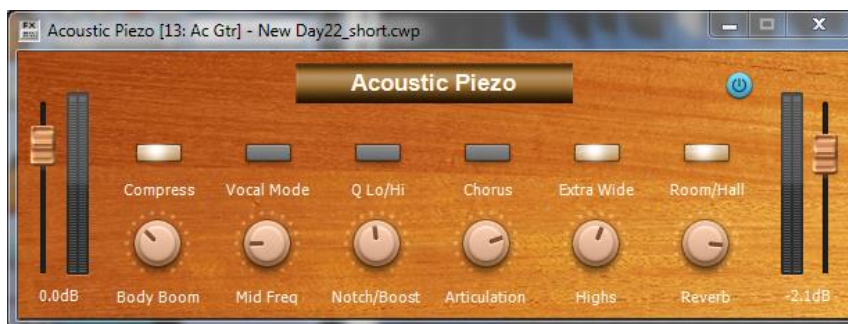 FX
Acoustic Piezo [13: Ac Gtr] - New Day22_short.cwp
Acoustic Piezo
Compress Vocal Mode Q Lo/Hi Chorus Extra Wide Room/Hall
0.0dB Body Boom Mid Freq Notch/Boost Articulation Highs Reverb -2.1dB